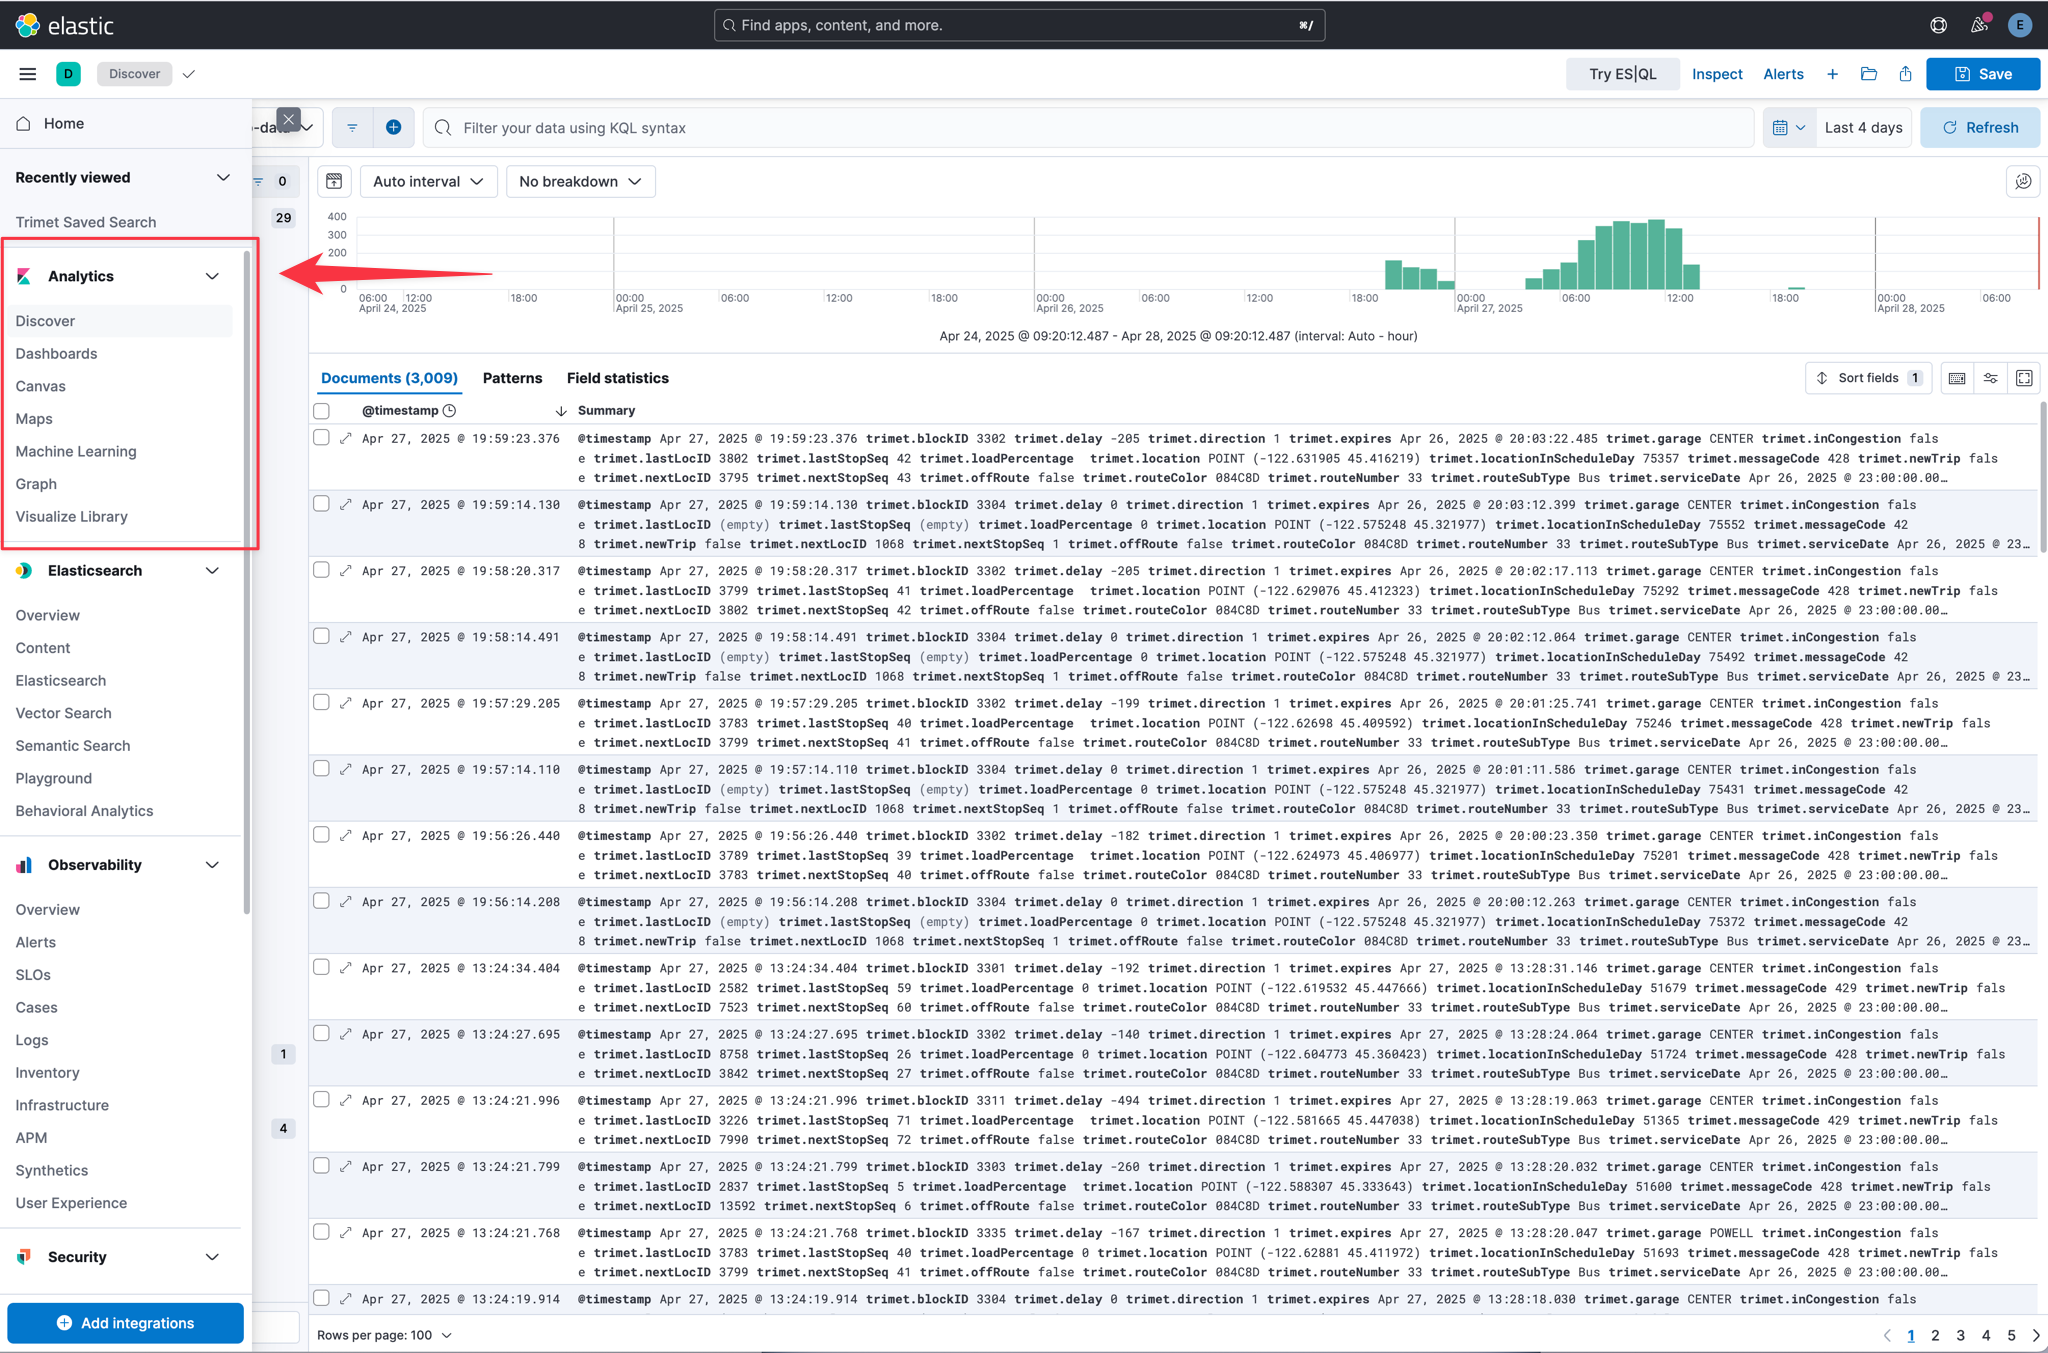 elastic
Find apps, content, and more.
⌘/
E
D
Discover
Try ES|QL
Inspect
Alerts
Save
Home
Filter your data using KQL syntax
Last 4 days
Refresh
Recently viewed
0
Auto interval
No breakdown
Trimet Saved Search
29
400
300
200
0
06:00 12:00 18:00 00:00 06:00 12:00 18:00 00:00 06:00 12:00 18:00 00:00 06:00 12:00 18:00 00:00 06:00
April 24, 2025 April 25, 2025 April 26, 2025 April 27, 2025 April 28, 2025
Apr 24, 2025 @ 09:20:12.487 - Apr 28, 2025 @ 09:20:12.487 (interval: Auto - hour)
Analytics
Discover
Dashboards
Canvas
Maps
Machine Learning
Graph
Visualize Library
Elasticsearch
Overview
Content
Elasticsearch
Vector Search
Semantic Search
Playground
Behavioral Analytics
Observability
Overview
Alerts
SLOs
Cases
Logs
1
Inventory
Infrastructure
4
APM
Synthetics
User Experience
Security
Add integrations
Documents (3,009)
Patterns
Field statistics
Sort fields 1
@timestamp
Summary
Apr 27, 2025 @ 19:59:23.376 @timestamp Apr 27, 2025 @ 19:59:23.376 trimet.blockID 3302 trimet.delay -205 trimet.direction 1 trimet.expires Apr 26, 2025 @ 20:03:22.485 trimet.garage CENTER trimet.inCongestion fals
e trimet.lastLocID 3802 trimet.lastStopSeq 42 trimet.loadPercentage trimet.location POINT (-122.631905 45.416219) trimet.locationInScheduleDay 75357 trimet.messageCode 428 trimet.newTrip fals
e trimet.nextLocID 3795 trimet.nextStopSeq 43 trimet.offRoute false trimet.routeColor 084C8D trimet.routeNumber 33 trimet.routeSubType Bus trimet.serviceDate Apr 26, 2025 @ 23:00:00.00…
Apr 27, 2025 @ 19:59:14.130 @timestamp Apr 27, 2025 @ 19:59:14.130 trimet.blockID 3304 trimet.delay 0 trimet.direction 1 trimet.expires Apr 26, 2025 @ 20:03:12.399 trimet.garage CENTER trimet.inCongestion fals
e trimet.lastLocID (empty) trimet.lastStopSeq (empty) trimet.loadPercentage 0 trimet.location POINT (-122.575248 45.321977) trimet.locationInScheduleDay 75552 trimet.messageCode 42
8 trimet.newTrip false trimet.nextLocID 1068 trimet.nextStopSeq 1 trimet.offRoute false trimet.routeColor 084C8D trimet.routeNumber 33 trimet.routeSubType Bus trimet.serviceDate Apr 26, 2025 @ 23…
Apr 27, 2025 @ 19:58:20.317 @timestamp Apr 27, 2025 @ 19:58:20.317 trimet.blockID 3302 trimet.delay -205 trimet.direction 1 trimet.expires Apr 26, 2025 @ 20:02:17.113 trimet.garage CENTER trimet.inCongestion fals
e trimet.lastLocID 3799 trimet.lastStopSeq 41 trimet.loadPercentage trimet.location POINT (-122.629076 45.412323) trimet.locationInScheduleDay 75292 trimet.messageCode 428 trimet.newTrip fals
e trimet.nextLocID 3802 trimet.nextStopSeq 42 trimet.offRoute false trimet.routeColor 084C8D trimet.routeNumber 33 trimet.routeSubType Bus trimet.serviceDate Apr 26, 2025 @ 23:00:00.00…
Apr 27, 2025 @ 19:58:14.491 @timestamp Apr 27, 2025 @ 19:58:14.491 trimet.blockID 3304 trimet.delay 0 trimet.direction 1 trimet.expires Apr 26, 2025 @ 20:02:12.064 trimet.garage CENTER trimet.inCongestion fals
e trimet.lastLocID (empty) trimet.lastStopSeq (empty) trimet.loadPercentage 0 trimet.location POINT (-122.575248 45.321977) trimet.locationInScheduleDay 75492 trimet.messageCode 42
8 trimet.newTrip false trimet.nextLocID 1068 trimet.nextStopSeq 1 trimet.offRoute false trimet.routeColor 084C8D trimet.routeNumber 33 trimet.routeSubType Bus trimet.serviceDate Apr 26, 2025 @ 23…
Apr 27, 2025 @ 19:57:29.205 @timestamp Apr 27, 2025 @ 19:57:29.205 trimet.blockID 3302 trimet.delay -199 trimet.direction 1 trimet.expires Apr 26, 2025 @ 20:01:25.741 trimet.garage CENTER trimet.inCongestion fals
e trimet.lastLocID 3783 trimet.lastStopSeq 40 trimet.loadPercentage trimet.location POINT (-122.62698 45.409592) trimet.locationInScheduleDay 75246 trimet.messageCode 428 trimet.newTrip fals
e trimet.nextLocID 3799 trimet.nextStopSeq 41 trimet.offRoute false trimet.routeColor 084C8D trimet.routeNumber 33 trimet.routeSubType Bus trimet.serviceDate Apr 26, 2025 @ 23:00:00.00…
Apr 27, 2025 @ 19:57:14.110 @timestamp Apr 27, 2025 @ 19:57:14.110 trimet.blockID 3304 trimet.delay 0 trimet.direction 1 trimet.expires Apr 26, 2025 @ 20:01:11.586 trimet.garage CENTER trimet.inCongestion fals
e trimet.lastLocID (empty) trimet.lastStopSeq (empty) trimet.loadPercentage 0 trimet.location POINT (-122.575248 45.321977) trimet.locationInScheduleDay 75431 trimet.messageCode 42
8 trimet.newTrip false trimet.nextLocID 1068 trimet.nextStopSeq 1 trimet.offRoute false trimet.routeColor 084C8D trimet.routeNumber 33 trimet.routeSubType Bus trimet.serviceDate Apr 26, 2025 @ 23…
Apr 27, 2025 @ 19:56:26.440 @timestamp Apr 27, 2025 @ 19:56:26.440 trimet.blockID 3302 trimet.delay -182 trimet.direction 1 trimet.expires Apr 26, 2025 @ 20:00:23.350 trimet.garage CENTER trimet.inCongestion fals
e trimet.lastLocID 3789 trimet.lastStopSeq 39 trimet.loadPercentage trimet.location POINT (-122.624973 45.406977) trimet.locationInScheduleDay 75201 trimet.messageCode 428 trimet.newTrip fals
e trimet.nextLocID 3783 trimet.nextStopSeq 40 trimet.offRoute false trimet.routeColor 084C8D trimet.routeNumber 33 trimet.routeSubType Bus trimet.serviceDate Apr 26, 2025 @ 23:00:00.00…
Apr 27, 2025 @ 19:56:14.208 @timestamp Apr 27, 2025 @ 19:56:14.208 trimet.blockID 3304 trimet.delay 0 trimet.direction 1 trimet.expires Apr 26, 2025 @ 20:00:12.263 trimet.garage CENTER trimet.inCongestion fals
e trimet.lastLocID (empty) trimet.lastStopSeq (empty) trimet.loadPercentage 0 trimet.location POINT (-122.575248 45.321977) trimet.locationInScheduleDay 75372 trimet.messageCode 42
8 trimet.newTrip false trimet.nextLocID 1068 trimet.nextStopSeq 1 trimet.offRoute false trimet.routeColor 084C8D trimet.routeNumber 33 trimet.routeSubType Bus trimet.serviceDate Apr 26, 2025 @ 23…
Apr 27, 2025 @ 13:24:34.404 @timestamp Apr 27, 2025 @ 13:24:34.404 trimet.blockID 3301 trimet.delay -192 trimet.direction 1 trimet.expires Apr 27, 2025 @ 13:28:31.146 trimet.garage CENTER trimet.inCongestion fals
e trimet.lastLocID 2582 trimet.lastStopSeq 59 trimet.loadPercentage 0 trimet.location POINT (-122.619532 45.447666) trimet.locationInScheduleDay 51679 trimet.messageCode 429 trimet.newTrip fals
e trimet.nextLocID 7523 trimet.nextStopSeq 60 trimet.offRoute false trimet.routeColor 084C8D trimet.routeNumber 33 trimet.routeSubType Bus trimet.serviceDate Apr 26, 2025 @ 23:00:00.00…
Apr 27, 2025 @ 13:24:27.695 @timestamp Apr 27, 2025 @ 13:24:27.695 trimet.blockID 3302 trimet.delay -140 trimet.direction 1 trimet.expires Apr 27, 2025 @ 13:28:24.064 trimet.garage CENTER trimet.inCongestion fals
e trimet.lastLocID 8758 trimet.lastStopSeq 26 trimet.loadPercentage 0 trimet.location POINT (-122.604773 45.360423) trimet.locationInScheduleDay 51724 trimet.messageCode 428 trimet.newTrip fals
e trimet.nextLocID 3842 trimet.nextStopSeq 27 trimet.offRoute false trimet.routeColor 084C8D trimet.routeNumber 33 trimet.routeSubType Bus trimet.serviceDate Apr 26, 2025 @ 23:00:00.00…
Apr 27, 2025 @ 13:24:21.996 @timestamp Apr 27, 2025 @ 13:24:21.996 trimet.blockID 3311 trimet.delay -494 trimet.direction 1 trimet.expires Apr 27, 2025 @ 13:28:19.063 trimet.garage CENTER trimet.inCongestion fals
e trimet.lastLocID 3226 trimet.lastStopSeq 71 trimet.loadPercentage trimet.location POINT (-122.581665 45.447038) trimet.locationInScheduleDay 51365 trimet.messageCode 429 trimet.newTrip fals
e trimet.nextLocID 7990 trimet.nextStopSeq 72 trimet.offRoute false trimet.routeColor 084C8D trimet.routeNumber 33 trimet.routeSubType Bus trimet.serviceDate Apr 26, 2025 @ 23:00:00.00…
Apr 27, 2025 @ 13:24:21.799 @timestamp Apr 27, 2025 @ 13:24:21.799 trimet.blockID 3303 trimet.delay -260 trimet.direction 1 trimet.expires Apr 27, 2025 @ 13:28:20.032 trimet.garage CENTER trimet.inCongestion fals
e trimet.lastLocID 2837 trimet.lastStopSeq 5 trimet.loadPercentage trimet.location POINT (-122.588307 45.333643) trimet.locationInScheduleDay 51600 trimet.messageCode 428 trimet.newTrip fals
e trimet.nextLocID 13592 trimet.nextStopSeq 6 trimet.offRoute false trimet.routeColor 084C8D trimet.routeNumber 33 trimet.routeSubType Bus trimet.serviceDate Apr 26, 2025 @ 23:00:00.00…
Apr 27, 2025 @ 13:24:21.768 @timestamp Apr 27, 2025 @ 13:24:21.768 trimet.blockID 3335 trimet.delay -167 trimet.direction 1 trimet.expires Apr 27, 2025 @ 13:28:20.047 trimet.garage POWELL trimet.inCongestion fals
e trimet.lastLocID 3783 trimet.lastStopSeq 40 trimet.loadPercentage 0 trimet.location POINT (-122.62881 45.411972) trimet.locationInScheduleDay 51693 trimet.messageCode 428 trimet.newTrip fals
e trimet.nextLocID 3799 trimet.nextStopSeq 41 trimet.offRoute false trimet.routeColor 084C8D trimet.routeNumber 33 trimet.routeSubType Bus trimet.serviceDate Apr 26, 2025 @ 23:00:00.00…
Apr 27, 2025 @ 13:24:19.914 @timestamp Apr 27, 2025 @ 13:24:19.914 trimet.blockID 3304 trimet.delay 0 trimet.direction 1 trimet.expires Apr 27, 2025 @ 13:28:18.030 trimet.garage CENTER trimet.inCongestion fals
Rows per page: 100
1 2 3 4 5